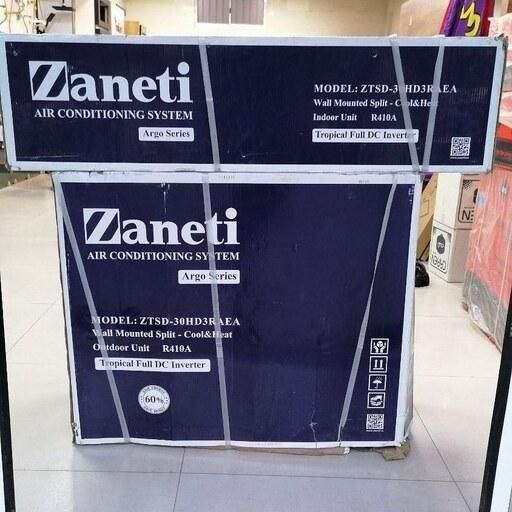 Zaneti
AIR CONDITIONING SYSTEM
Argo Series
MODEL: ZTSD-30HD3RAEA
Wall Mounted Split - Cool&Heat
Indoor Unit R410A
Tropical Full DC Inverter
Zaneti
AIR CONDITIONING SYSTEM
Argo Series
MODEL: ZTSD-30HD3RAEA
Wall Mounted Split - Cool&Heat
Outdoor Unit R410A
Tropical Full DC Inverter
60%